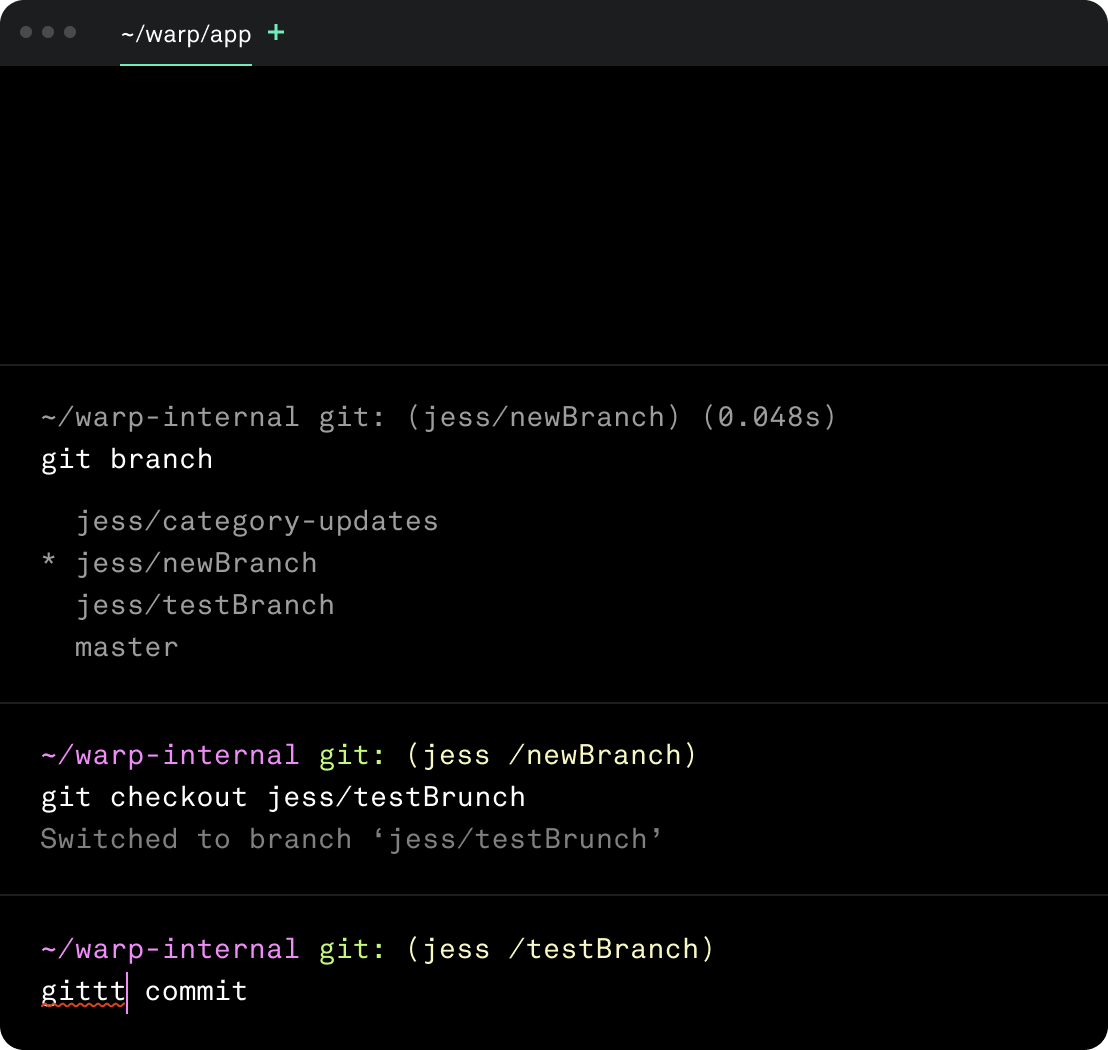 ~/warp/app +
~/warp-internal git: (jess/newBranch) (0.048s)
git branch
jess/category-updates
* jess/newBranch
jess/testBranch
master
~/warp-internal git: (jess /newBranch)
git checkout jess/testBrunch
Switched to branch ‘jess/testBrunch’
~/warp-internal git: (jess /testBranch)
gittt commit